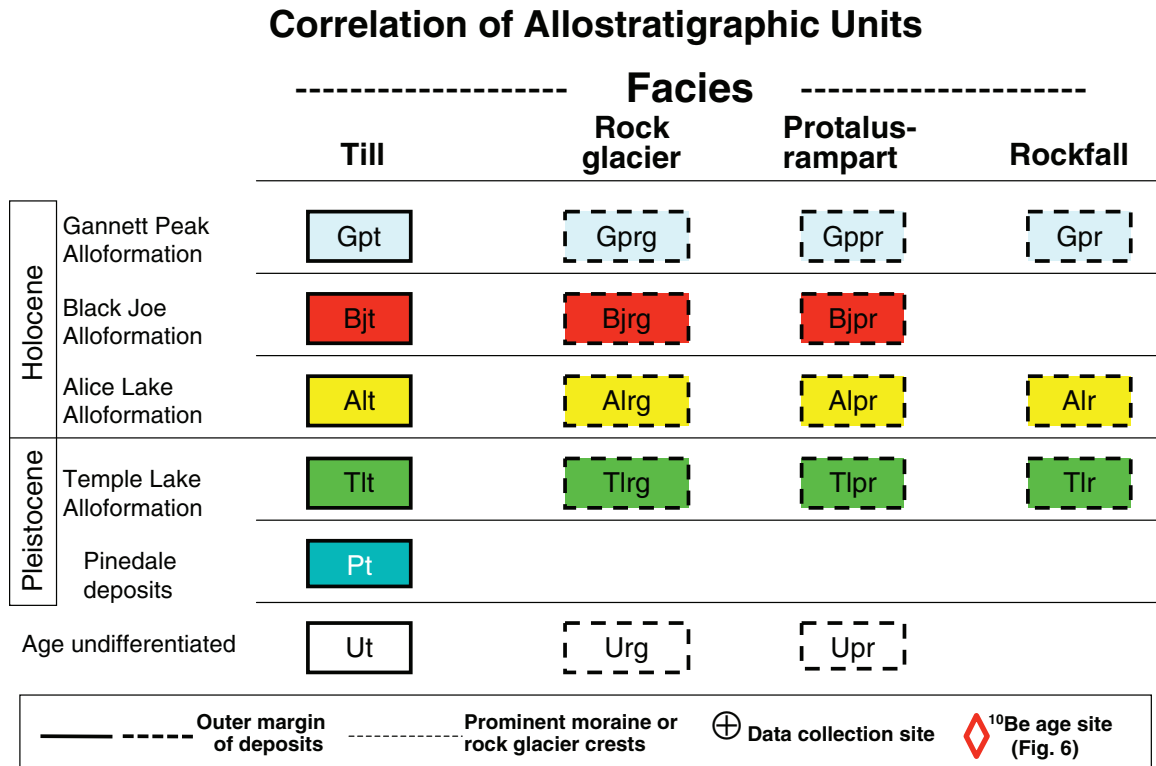 Correlation of Allostratigraphic Units
Facies
Till
Rock
glacier
Protalus-
rampart
Rockfall
Holocene
Gannett Peak
Alloformation
Gpt
Gprg
Gppr
Gpr
Black Joe
Alloformation
Bjt
Bjrg
Bjpr
Alice Lake
Alloformation
Alt
Alrg
Alpr
Alr
Pleistocene
Temple Lake
Alloformation
Tlt
Tlrg
Tlpr
Tlr
Pinedale
deposits
Pt
Age undifferentiated
Ut
Urg
Upr
Outer margin
of deposits
Prominent moraine or
rock glacier crests
Data collection site
¹⁰Be age site
(Fig. 6)